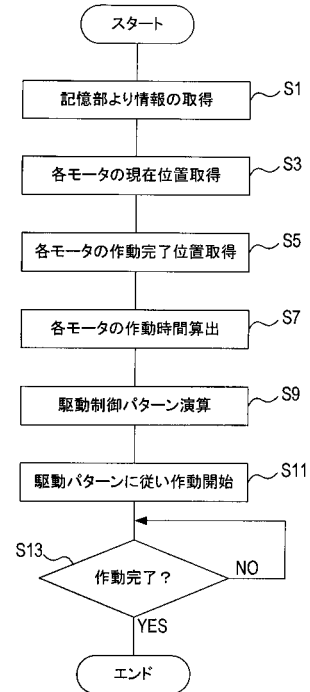 スタート
記憶部より情報の取得
S1
各モータの現在位置取得
S3
各モータの作動完了位置取得
S5
各モータの作動時間算出
S7
駆動制御パターン演算
S9
駆動パターンに従い作動開始
S11
S13
作動完了？
NO
YES
エンド